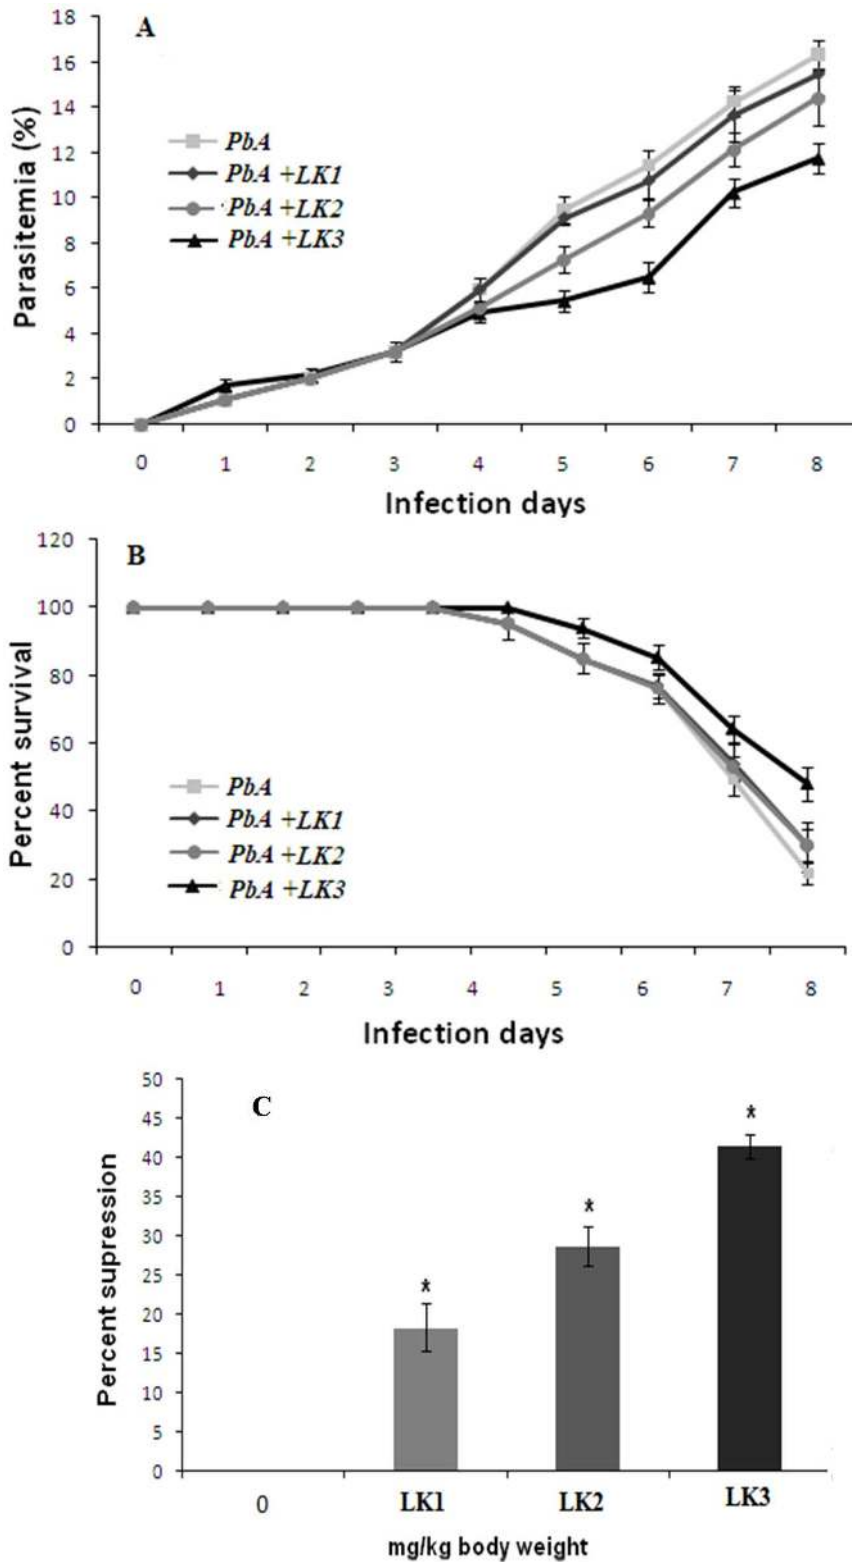 A
18
16
14
12
10
8
6
4
2
0
Parasitemia (%)
PbA
PbA +LK1
PbA +LK2
PbA +LK3
0 1 2 3 4 5 6 7 8
Infection days
B
120
100
80
60
40
20
0
Percent survival
PbA
PbA +LK1
PbA +LK2
PbA +LK3
0 1 2 3 4 5 6 7 8
Infection days
C
50
45
40
35
30
25
20
15
10
5
0
Percent supression
*
*
*
0 LK1 LK2 LK3
mg/kg body weight